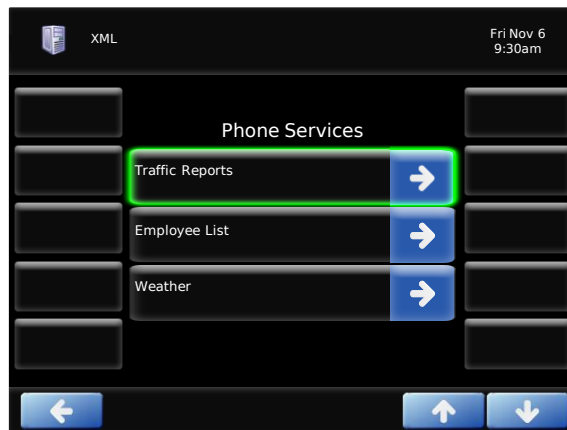 XML
Fri Nov 6
9:30am
Phone Services
Traffic Reports
Employee List
Weather